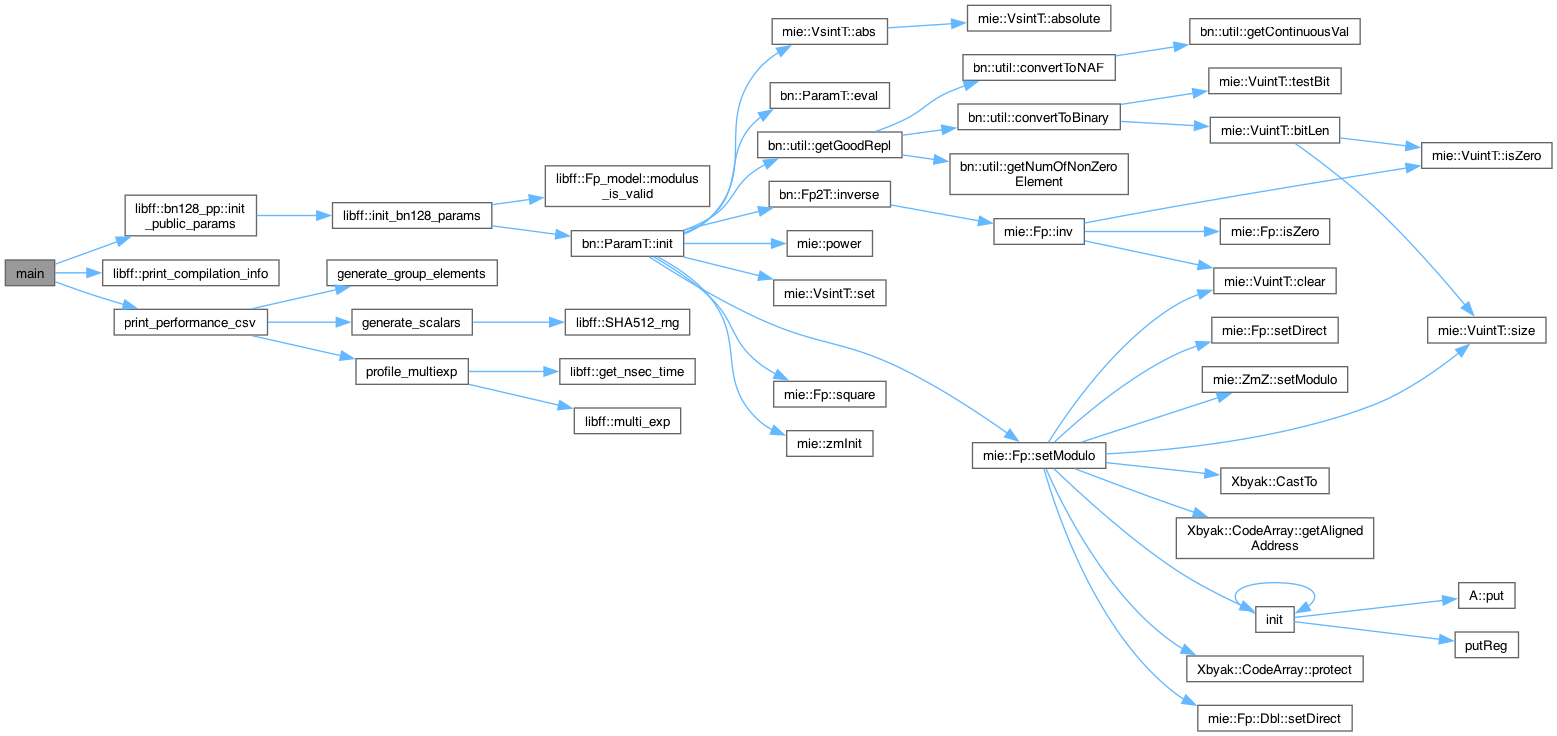 main
libff::bn128_pp::init
_public_params
libff::print_compilation_info
print_performance_csv
libff::init_bn128_params
generate_group_elements
generate_scalars
profile_multiexp
libff::Fp_model::modulus
_is_valid
bn::ParamT::init
libff::SHA512_rng
libff::get_nsec_time
libff::multi_exp
mie::VsintT::abs
bn::ParamT::eval
bn::util::getGoodRepl
bn::Fp2T::inverse
mie::power
mie::VsintT::set
mie::Fp::square
mie::zmInit
mie::VsintT::absolute
bn::util::convertToNAF
bn::util::convertToBinary
bn::util::getNumOfNonZero
Element
mie::Fp::inv
mie::Fp::setModulo
bn::util::getContinuousVal
mie::VuintT::testBit
mie::VuintT::bitLen
mie::Fp::isZero
mie::VuintT::clear
mie::Fp::setDirect
mie::ZmZ::setModulo
Xbyak::CastTo
Xbyak::CodeArray::getAligned
Address
init
Xbyak::CodeArray::protect
mie::Fp::Dbl::setDirect
mie::VuintT::isZero
mie::VuintT::size
A::put
putReg